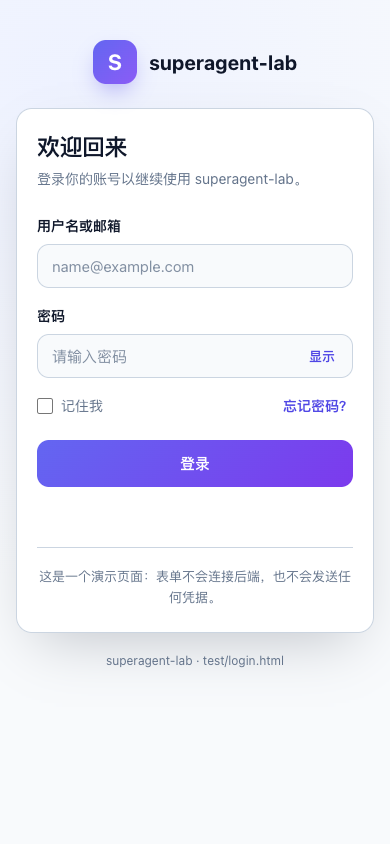 S
superagent-lab
欢迎回来
登录你的账号以继续使用 superagent-lab。
用户名或邮箱
name@example.com
密码
请输入密码
显示
记住我
忘记密码？
登录
这是一个演示页面：表单不会连接后端，也不会发送任
何凭据。
superagent-lab · test/login.html